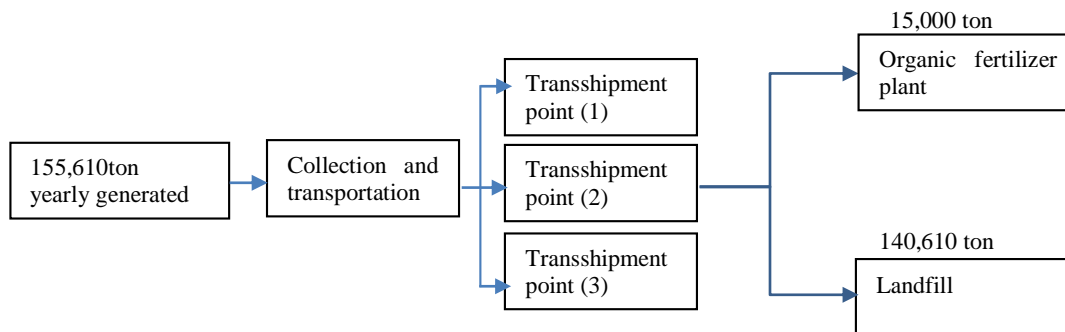 155,610ton
yearly generated
Collection and
transportation
Transshipment
point (1)
Transshipment
point (2)
Transshipment
point (3)
15,000 ton
Organic fertilizer
plant
140,610 ton
Landfill